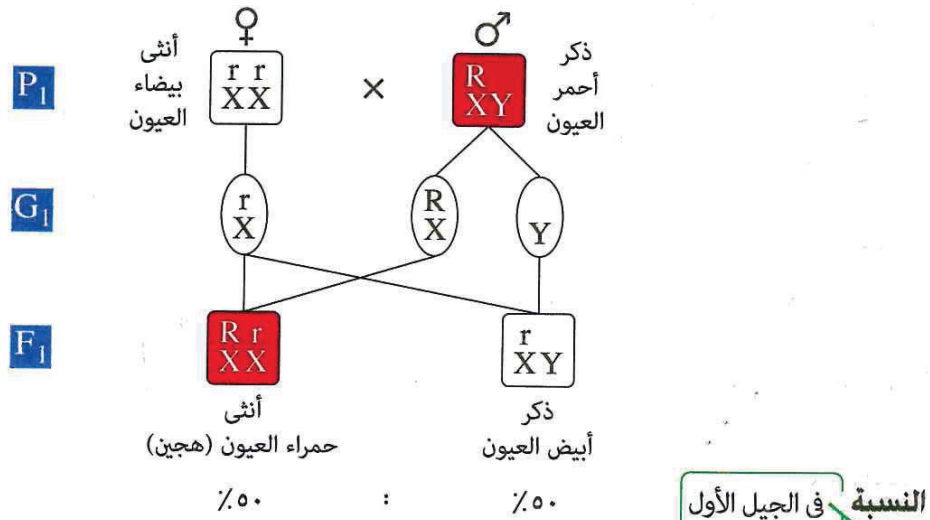 ♀ ♂
أنثى
بيضاء
العيون
ذكر
أحمر
العيون
P1
r r
XX
×
R
XY
G1
r
X
R
X
Y
F1
R r
XX
r
XY
أنثى
حمراء العيون (هجين)
ذكر
أبيض العيون
النسبة فى الجيل الأول
٥٠٪ : ٥٠٪